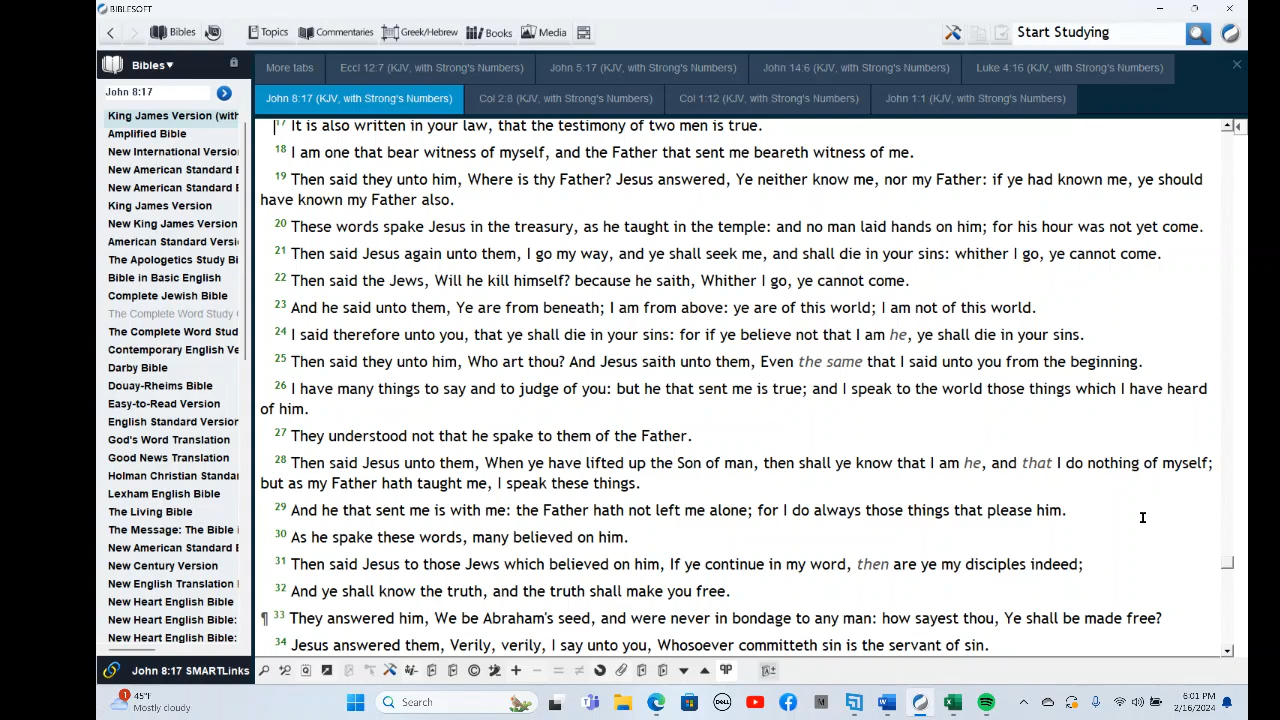 BIBLESOFT
Bibles
Topics
Commentaries
Greek/Hebrew
Books
Media
Start Studying
Bibles▾
More tabs
Eccl 12:7 (KJV, with Strong's Numbers)
John 5:17 (KJV, with Strong's Numbers)
John 14:6 (KJV, with Strong's Numbers)
Luke 4:16 (KJV, with Strong's Numbers)
John 8:17
John 8:17 (KJV, with Strong's Numbers)
Col 2:8 (KJV, with Strong's Numbers)
Col 1:12 (KJV, with Strong's Numbers)
John 1:1 (KJV, with Strong's Numbers)
King James Version (with
Amplified Bible
New International Versio
New American Standard B
New American Standard E
King James Version
New King James Version
American Standard Versi
The Apologetics Study Bi
Bible in Basic English
Complete Jewish Bible
The Complete Word Study
The Complete Word Stud
Contemporary English Ve
Darby Bible
Douay-Rheims Bible
Easy-to-Read Version
English Standard Version
God's Word Translation
Good News Translation
Holman Christian Standa
Lexham English Bible
The Living Bible
The Message: The Bible i
New American Standard B
New Century Version
New English Translation
New Heart English Bible
New Heart English Bible:
New Heart English Bible:
17 It is also written in your law, that the testimony of two men is true.
18 I am one that bear witness of myself, and the Father that sent me beareth witness of me.
19 Then said they unto him, Where is thy Father? Jesus answered, Ye neither know me, nor my Father: if ye had known me, ye should
have known my Father also.
20 These words spake Jesus in the treasury, as he taught in the temple: and no man laid hands on him; for his hour was not yet come.
21 Then said Jesus again unto them, I go my way, and ye shall seek me, and shall die in your sins: whither I go, ye cannot come.
22 Then said the Jews, Will he kill himself? because he saith, Whither I go, ye cannot come.
23 And he said unto them, Ye are from beneath; I am from above: ye are of this world; I am not of this world.
24 I said therefore unto you, that ye shall die in your sins: for if ye believe not that I am he, ye shall die in your sins.
25 Then said they unto him, Who art thou? And Jesus saith unto them, Even the same that I said unto you from the beginning.
26 I have many things to say and to judge of you: but he that sent me is true; and I speak to the world those things which I have heard
of him.
27 They understood not that he spake to them of the Father.
28 Then said Jesus unto them, When ye have lifted up the Son of man, then shall ye know that I am he, and that I do nothing of myself;
but as my Father hath taught me, I speak these things.
29 And he that sent me is with me: the Father hath not left me alone; for I do always those things that please him.
30 As he spake these words, many believed on him.
31 Then said Jesus to those Jews which believed on him, If ye continue in my word, then are ye my disciples indeed;
32 And ye shall know the truth, and the truth shall make you free.
¶ 33 They answered him, We be Abraham's seed, and were never in bondage to any man: how sayest thou, Ye shall be made free?
34 Jesus answered them, Verily, verily, I say unto you, Whosoever committeth sin is the servant of sin.
John 8:17 SMARTLinks
1
45°F
Mostly cloudy
Search
DELL
M
6:01 PM
2/16/2024